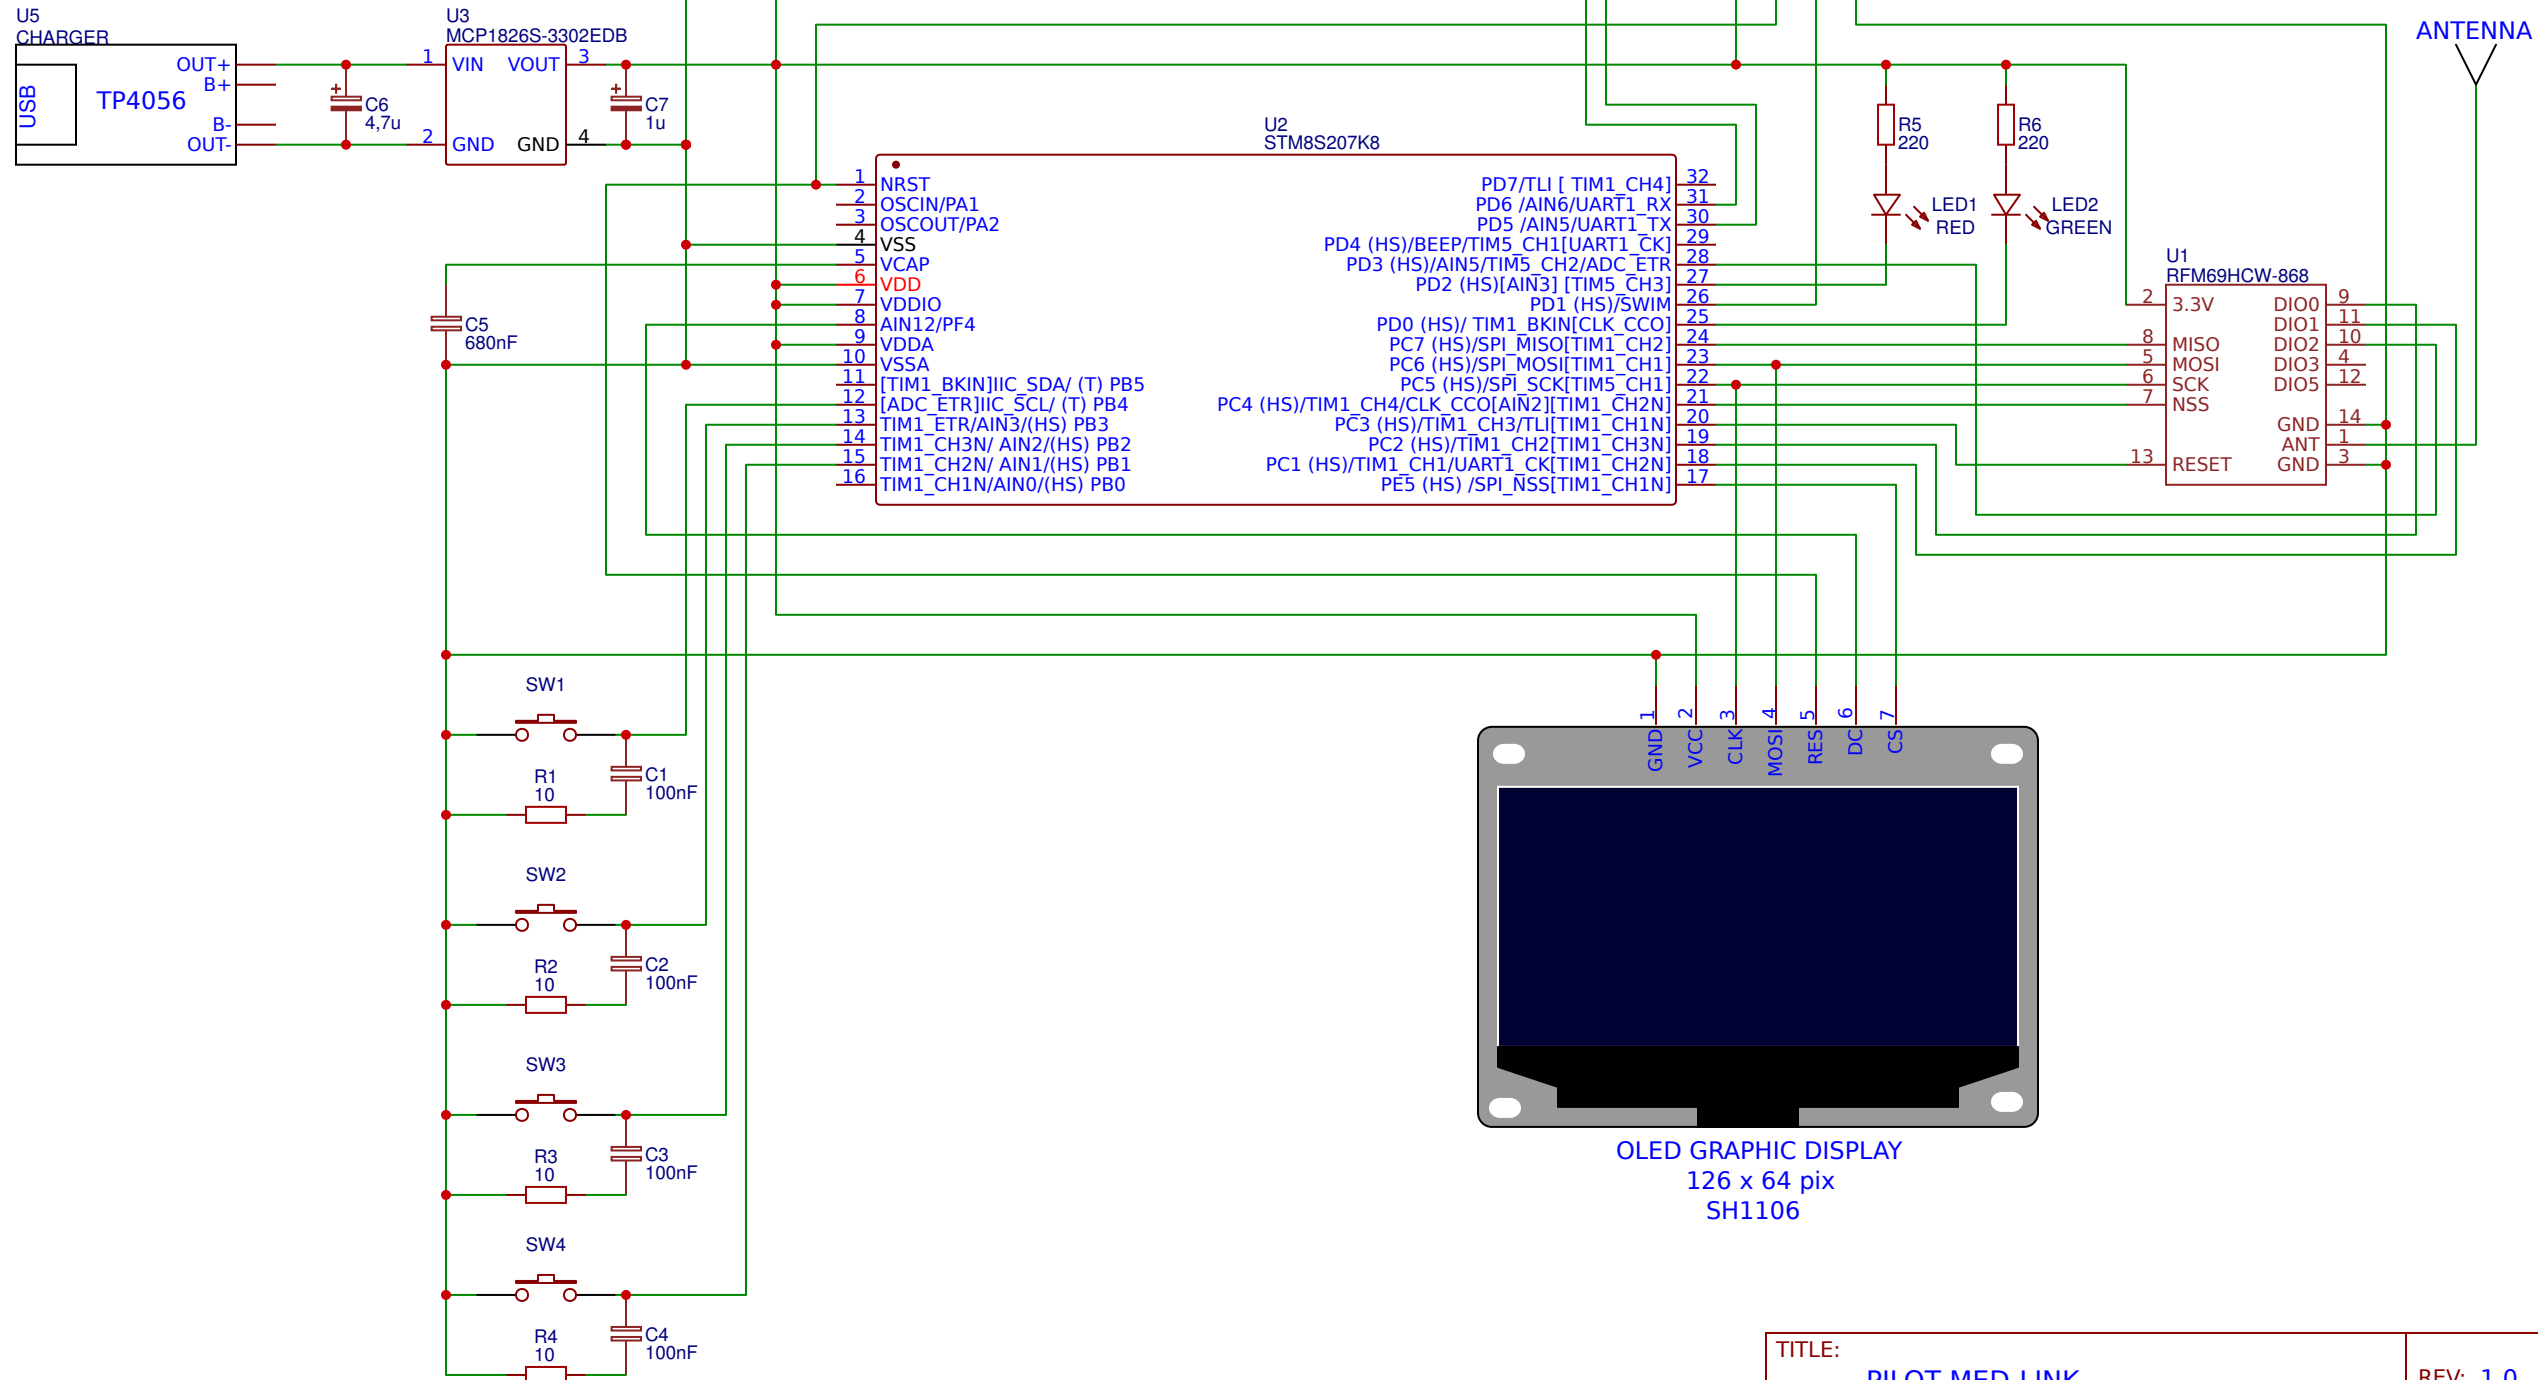 U5
CHARGER
USB
TP4056
OUT+
B+
B-
OUT-
C6
4,7u
U3
MCP1826S-3302EDB
1 VIN VOUT 3
2 GND GND 4
C7
1u
U2
STM8S207K8
1 NRST
2 OSCIN/PA1
3 OSCOUT/PA2
4 VSS
5 VCAP
6 VDD
7 VDDIO
8 AIN12/PF4
9 VDDA
10 VSSA
11 [TIM1_BKIN]IIC_SDA/ (T) PB5
12 [ADC_ETR]IIC_SCL/ (T) PB4
13 TIM1_ETR/AIN3/(HS) PB3
14 TIM1_CH3N/ AIN2/(HS) PB2
15 TIM1_CH2N/ AIN1/(HS) PB1
16 TIM1_CH1N/AIN0/(HS) PB0
PD7/TLI [ TIM1_CH4] 32
PD6 /AIN6/UART1_RX 31
PD5 /AIN5/UART1_TX 30
PD4 (HS)/BEEP/TIM5_CH1[UART1_CK] 29
PD3 (HS)/AIN5/TIM5_CH2/ADC_ETR 28
PD2 (HS)[AIN3] [TIM5_CH3] 27
PD1 (HS)/SWIM 26
PD0 (HS)/ TIM1_BKIN[CLK_CCO] 25
PC7 (HS)/SPI_MISO[TIM1_CH2] 24
PC6 (HS)/SPI_MOSI[TIM1_CH1] 23
PC5 (HS)/SPI_SCK[TIM5_CH1] 22
PC4 (HS)/TIM1_CH4/CLK_CCO[AIN2][TIM1_CH2N] 21
PC3 (HS)/TIM1_CH3/TLI[TIM1_CH1N] 20
PC2 (HS)/TIM1_CH2[TIM1_CH3N] 19
PC1 (HS)/TIM1_CH1/UART1_CK[TIM1_CH2N] 18
PE5 (HS) /SPI_NSS[TIM1_CH1N] 17
R5
220
R6
220
LED1
RED
LED2
GREEN
ANTENNA
U1
RFM69HCW-868
2 3.3V
8 MISO
5 MOSI
6 SCK
7 NSS
13 RESET
DIO0 9
DIO1 11
DIO2 10
DIO3 4
DIO5 12
GND 14
ANT 1
GND 3
C5
680nF
SW1
R1
10
C1
100nF
SW2
R2
10
C2
100nF
SW3
R3
10
C3
100nF
SW4
R4
10
C4
100nF
1 2 3 4 5 6 7
GND VCC CLK MOSI RES DC CS
OLED GRAPHIC DISPLAY
126 x 64 pix
SH1106
TITLE:
PILOT MED-LINK
REV: 1.0